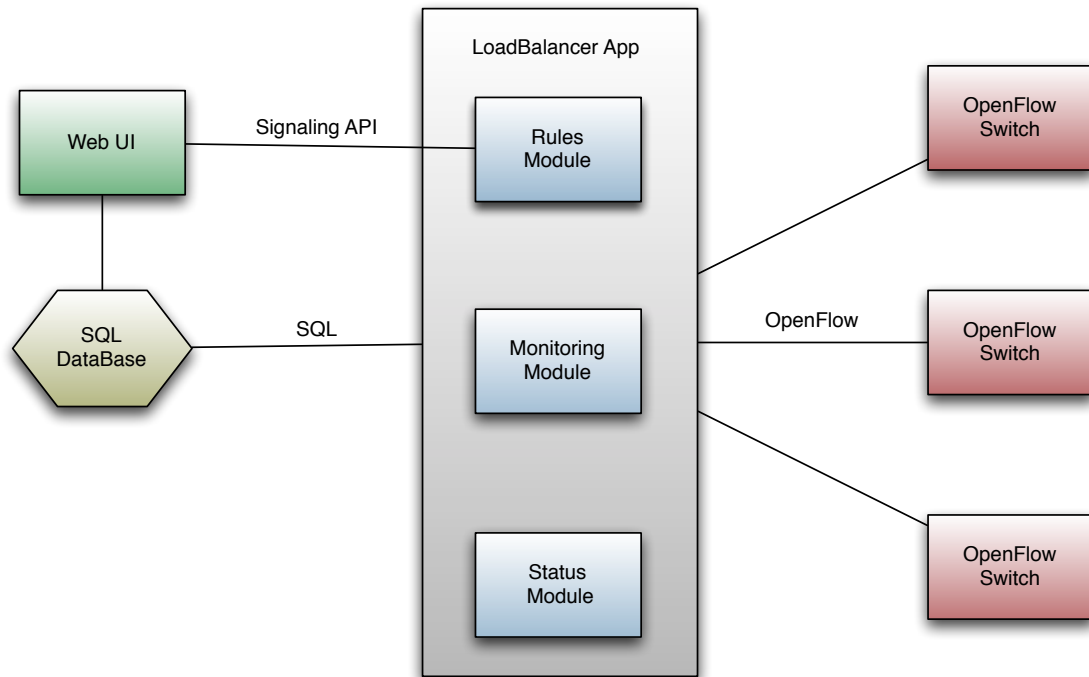 LoadBalancer App
Web UI
Signaling API
Rules
Module
OpenFlow
Switch
SQL
DataBase
SQL
Monitoring
Module
OpenFlow
OpenFlow
Switch
Status
Module
OpenFlow
Switch